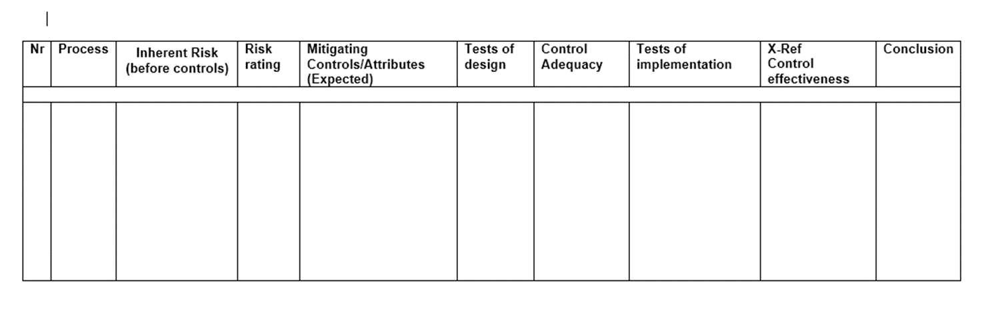 Nr
Process
Inherent Risk
(before controls)
Risk
rating
Mitigating
Controls/Attributes
(Expected)
Tests of
design
Control
Adequacy
Tests of
implementation
X-Ref
Control
effectiveness
Conclusion